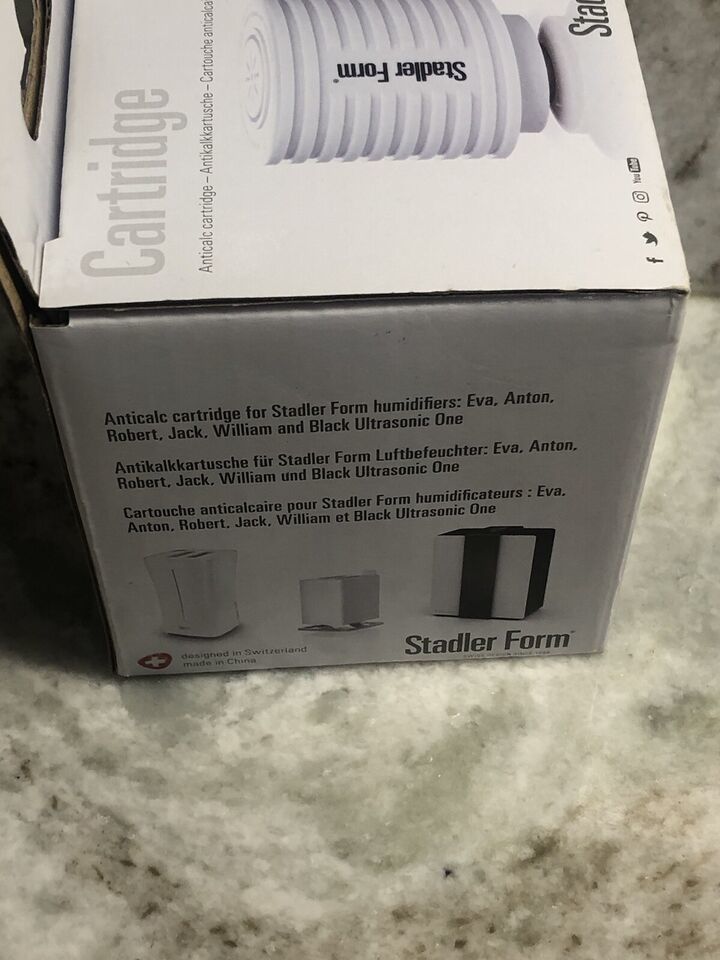 Cartridge
Anticalc cartridge – Antikalkkartusche – Cartouche anticalca
Stadler Form
Stad
You Tube
Anticalc cartridge for Stadler Form humidifiers: Eva, Anton,
Robert, Jack, William and Black Ultrasonic One
Antikalkkartusche für Stadler Form Luftbefeuchter: Eva, Anton,
Robert, Jack, William und Black Ultrasonic One
Cartouche anticalcaire pour Stadler Form humidificateurs : Eva,
Anton, Robert, Jack, William et Black Ultrasonic One
designed in Switzerland
made in China
Stadler Form